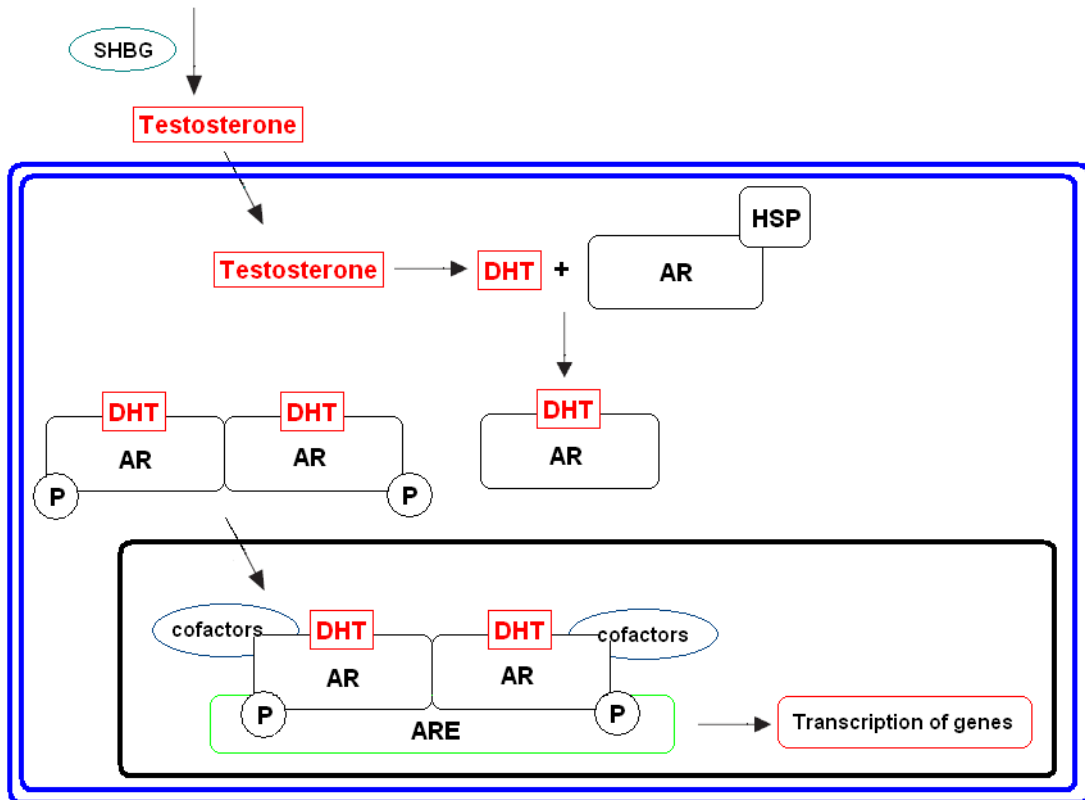 SHBG
Testosterone
HSP
Testosterone
DHT
+
AR
DHT
DHT
DHT
AR
AR
AR
P
P
cofactors
DHT
DHT
cofactors
AR
AR
P
P
ARE
Transcription of genes